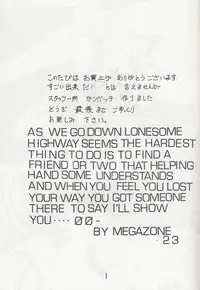 このたびは お買上げ ありがとうございます
すごい出来 だ! とは 言えませんが
スタッフ一同 ガンバッテ 作りました
どうぞ 最後まで ごゆっくり
お楽しみ 下さい。
AS WE GO DOWN LONESOME
HIGHWAY SEEMS THE HARDEST
THING TO DO IS TO FIND A
FRIEND OR TWO THAT HELPING
HAND SOME UNDERSTANDS
AND WHEN YOU FEEL YOU LOST
YOUR WAY YOU GOT SOMEONE
THERE TO SAY I'LL SHOW
YOU‥‥ 00-
BY MEGAZONE
23
1